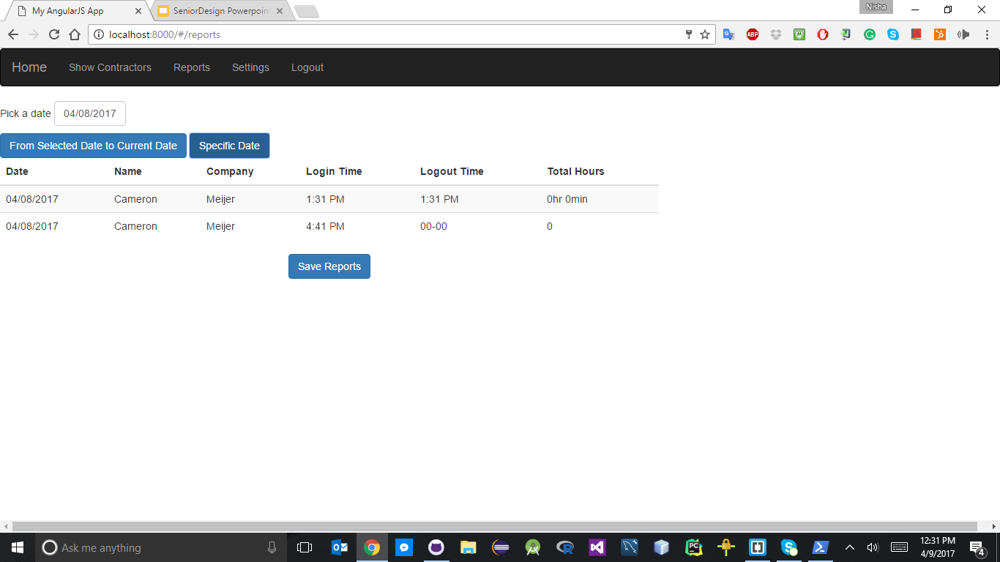 My AngularJS App
SeniorDesign Powerpoint
Nisha
localhost:8000/#/reports
ABP
Home Show Contractors Reports Settings Logout
Pick a date 04/08/2017
From Selected Date to Current Date Specific Date
Date Name Company Login Time Logout Time Total Hours
04/08/2017 Cameron Meijer 1:31 PM 1:31 PM 0hr 0min
04/08/2017 Cameron Meijer 4:41 PM 00-00 0
Save Reports
Ask me anything
PC
12:31 PM
4/9/2017
4